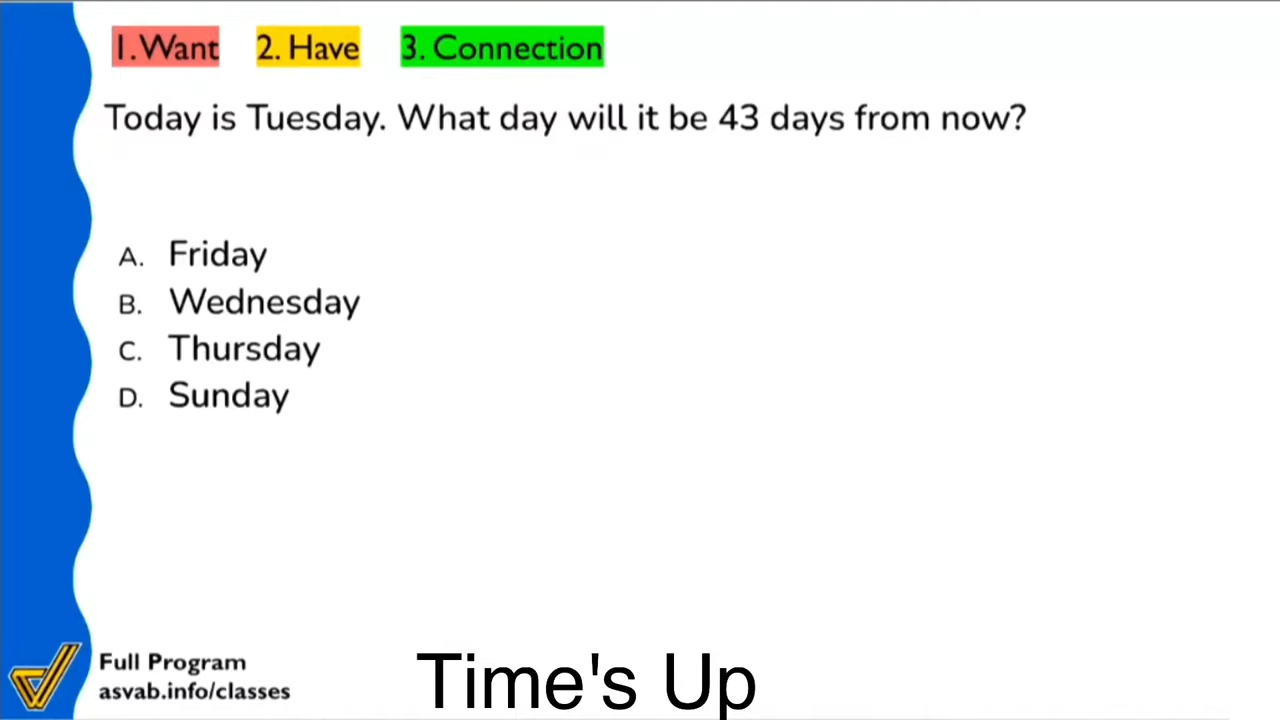 1. Want 2. Have 3. Connection
Today is Tuesday. What day will it be 43 days from now?
A. Friday
B. Wednesday
C. Thursday
D. Sunday
Full Program
asvab.info/classes
Time's Up